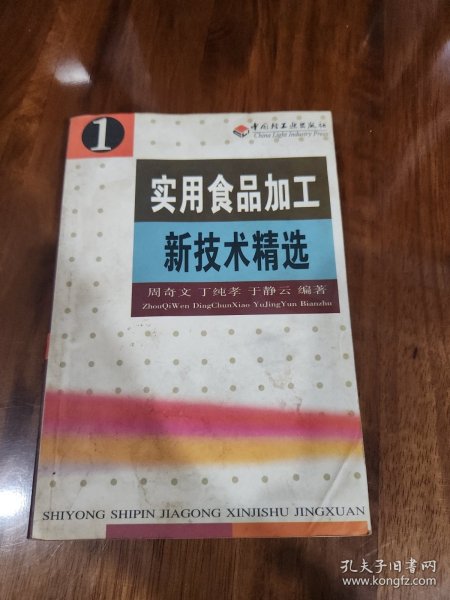 1
中国轻工业出版社
China Light Industry Press
实用食品加工
新技术精选
周奇文 丁纯孝 于静云 编著
ZhouQiWen DingChunXiao YuJingYun Bianzhu
SHIYONG SHIPIN JIAGONG XINJISHU JINGXUAN
孔夫子旧书网
www.kongfz.com